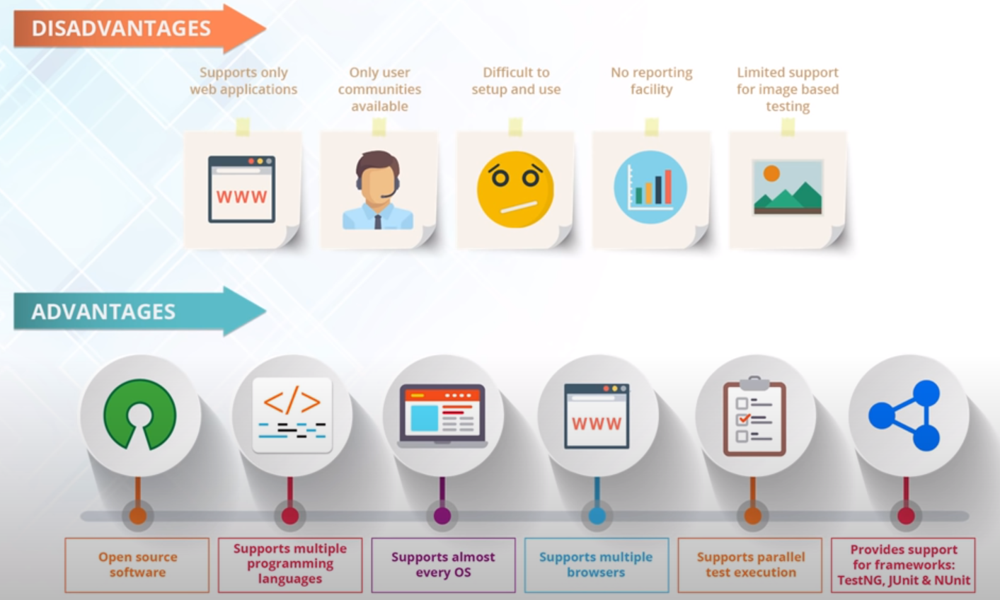 DISADVANTAGES
Supports only
web applications
Only user
communities
available
Difficult to
setup and use
No reporting
facility
Limited support
for image based
testing
WWW
ADVANTAGES
</>
WWW
Open source
software
Supports multiple
programming
languages
Supports almost
every OS
Supports multiple
browsers
Supports parallel
test execution
Provides support
for frameworks:
TestNG, JUnit & NUnit